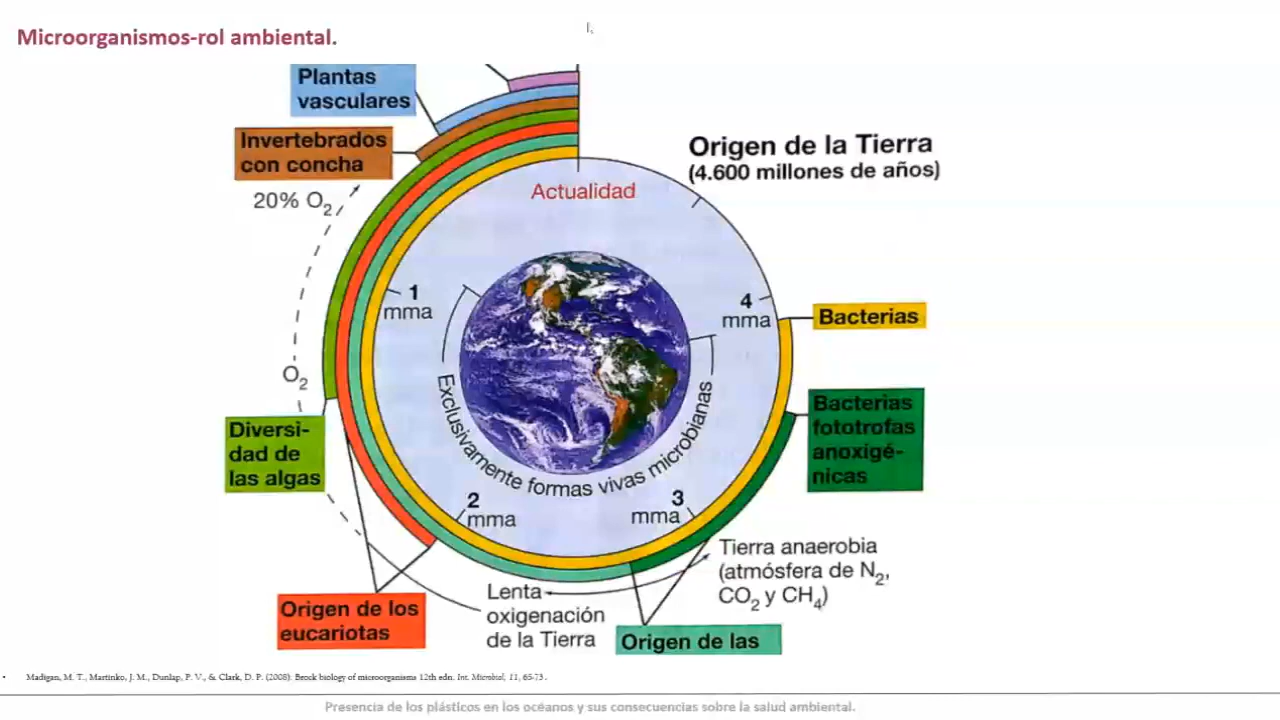 Microorganismos-rol ambiental.
Plantas
vasculares
Invertebrados
con concha
20% O₂
Origen de la Tierra
(4.600 millones de años)
Actualidad
1
mma
4
mma
Bacterias
O₂
Exclusivamente formas vivas microbianas
Bacterias
fototrofas
anoxigé-
nicas
Diversi-
dad de
las algas
2
mma
3
mma
Tierra anaerobia
(atmósfera de N₂,
CO₂ y CH₄)
Lenta
oxigenación
de la Tierra
Origen de los
eucariotas
Origen de las
Madigan, M. T., Martinko, J. M., Dunlap, P. V., & Clark, D. P. (2008). Brock biology of microorganisms 12th edn. Int. Microbiol, 11, 65-73.
Presencia de los plásticos en los océanos y sus consecuencias sobre la salud ambiental.